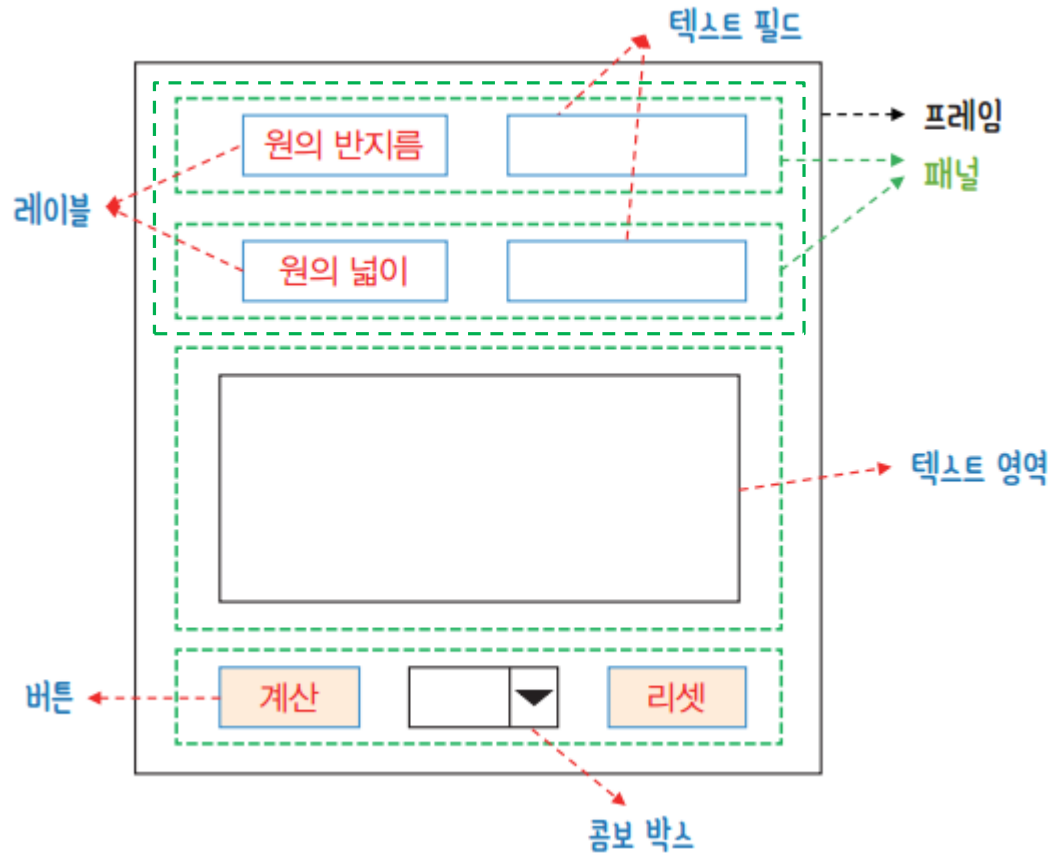 텍스트 필드
프레임
원의 반지름
패널
레이블
원의 넓이
텍스트 영역
버튼
계산
리셋
콤보 박스